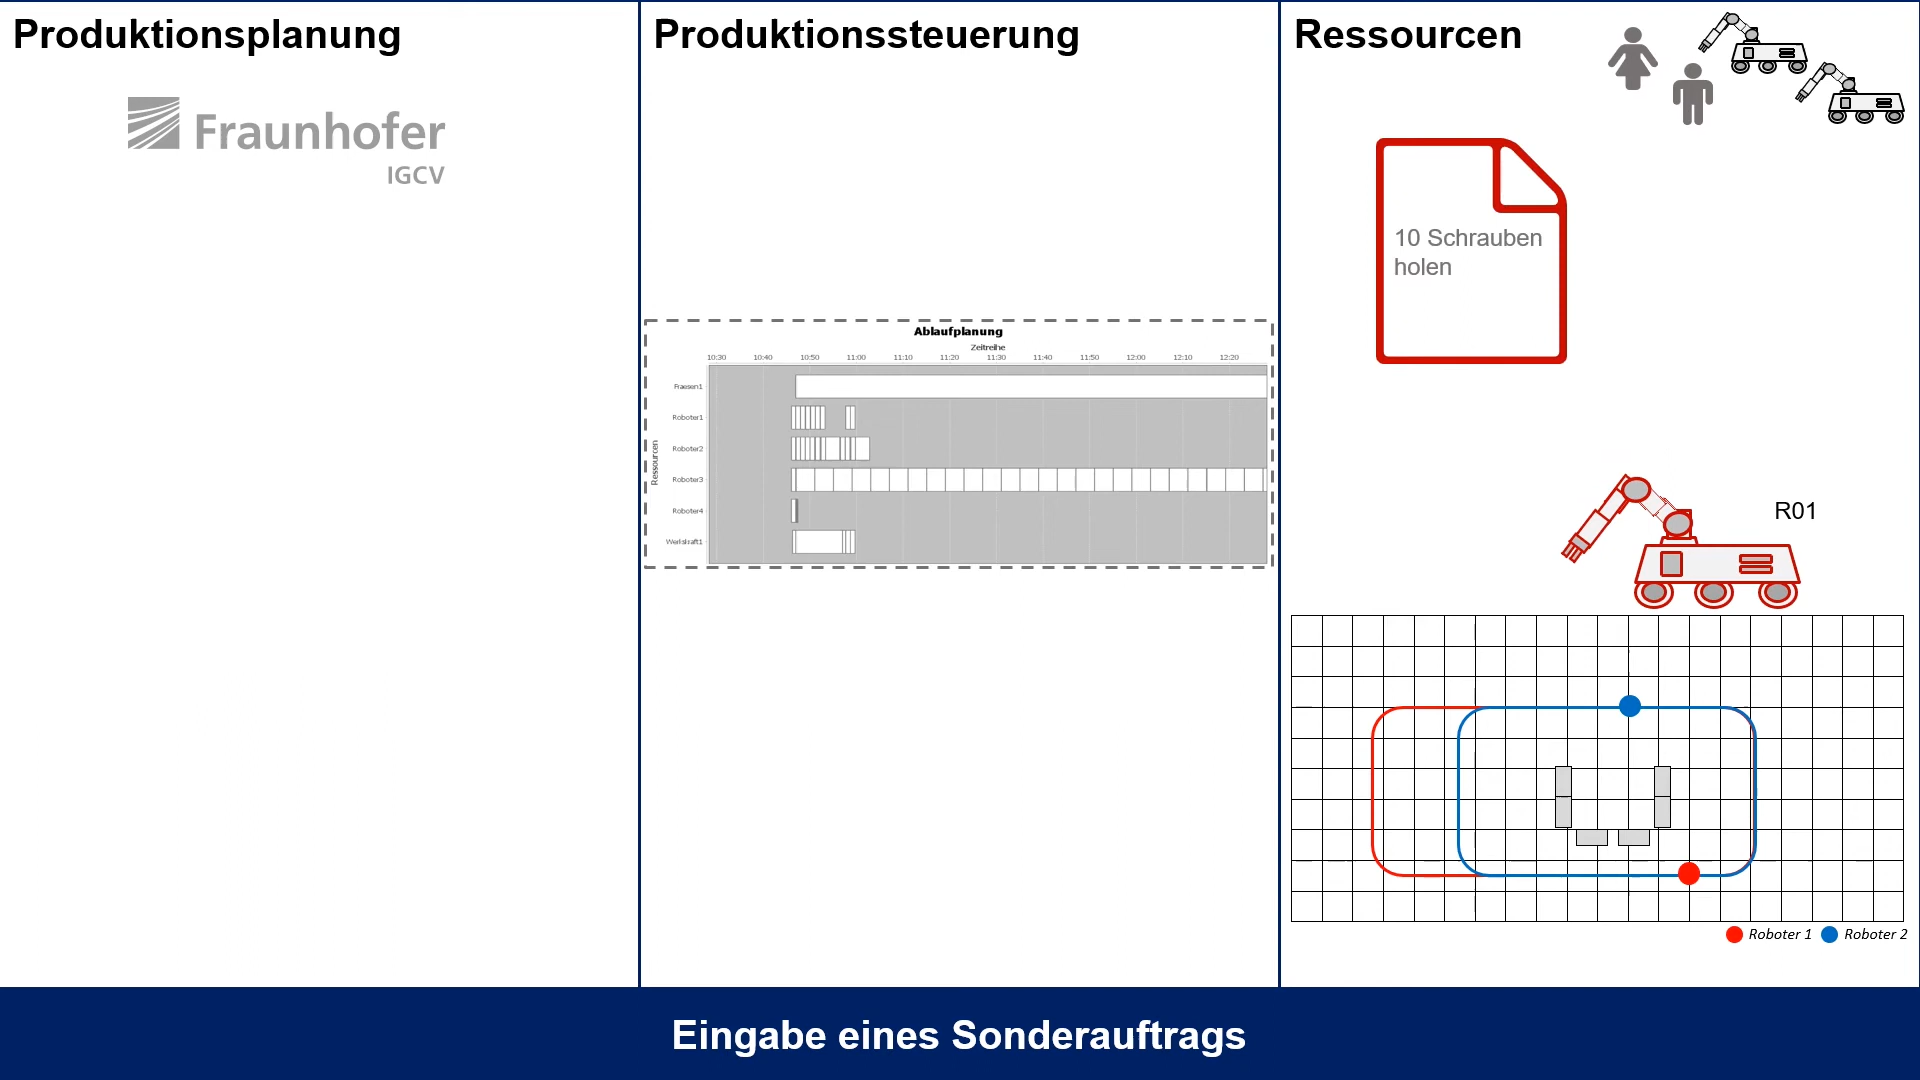 Produktionsplanung
Fraunhofer
IGCV
Produktionssteuerung
Ablaufplanung
Zeitreihe
10:30 10:40 10:50 11:00 11:10 11:20 11:30 11:40 11:50 12:00 12:10 12:20
Ressourcen
Fraesen1
Roboter1
Roboter2
Roboter3
Roboter4
Werkskraft1
Ressourcen
10 Schrauben
holen
R01
Roboter 1 Roboter 2
Eingabe eines Sonderauftrags